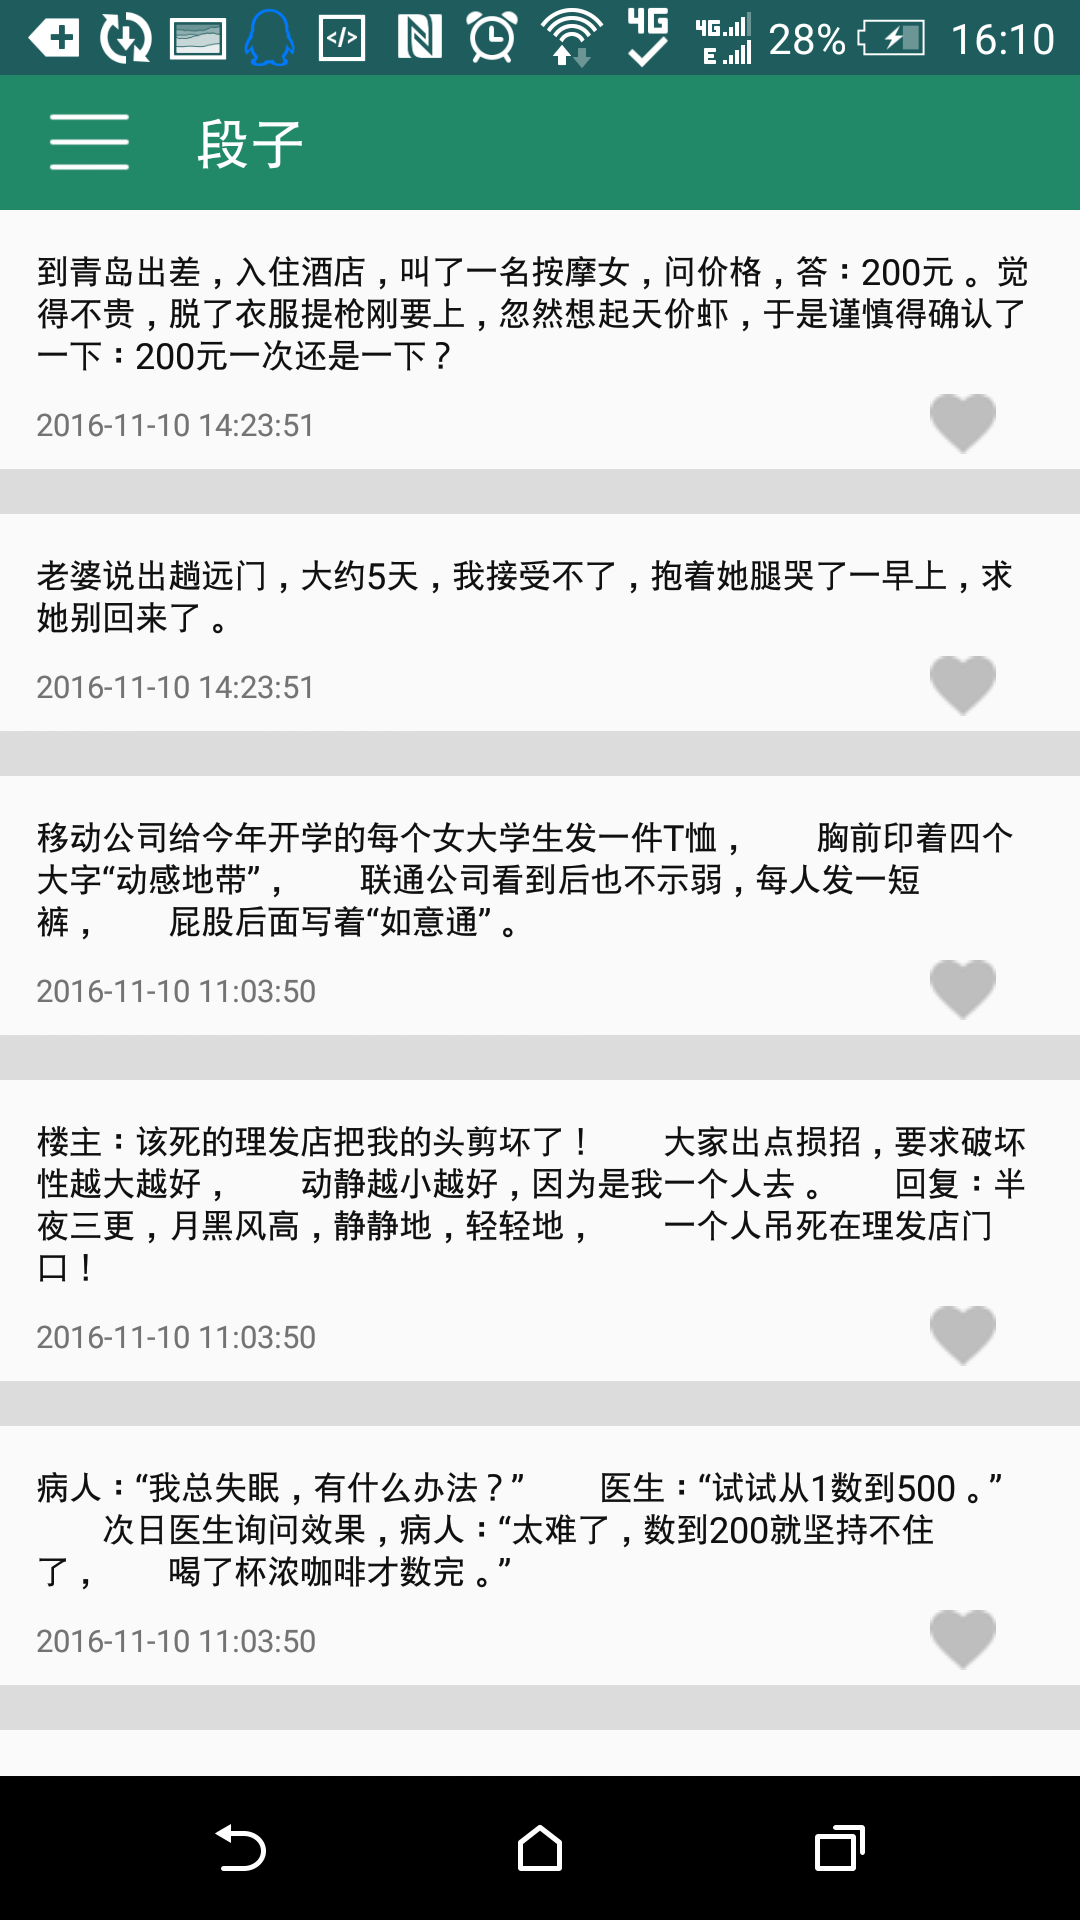 4G
4G
E
28%
16:10
段子
到青岛出差，入住酒店，叫了一名按摩女，问价格，答：200元。觉
得不贵，脱了衣服提枪刚要上，忽然想起天价虾，于是谨慎得确认了
一下：200元一次还是一下？
2016-11-10 14:23:51
老婆说出趟远门，大约5天，我接受不了，抱着她腿哭了一早上，求
她别回来了。
2016-11-10 14:23:51
移动公司给今年开学的每个女大学生发一件T恤，　　胸前印着四个
大字“动感地带”，　　联通公司看到后也不示弱，每人发一短
裤，　　屁股后面写着“如意通”。
2016-11-10 11:03:50
楼主：该死的理发店把我的头剪坏了！　　大家出点损招，要求破坏
性越大越好，　　动静越小越好，因为是我一个人去。　　回复：半
夜三更，月黑风高，静静地，轻轻地，　　一个人吊死在理发店门
口！
2016-11-10 11:03:50
病人：“我总失眠，有什么办法？”　　医生：“试试从1数到500。”
　　次日医生询问效果，病人：“太难了，数到200就坚持不住
了，　　喝了杯浓咖啡才数完。”
2016-11-10 11:03:50